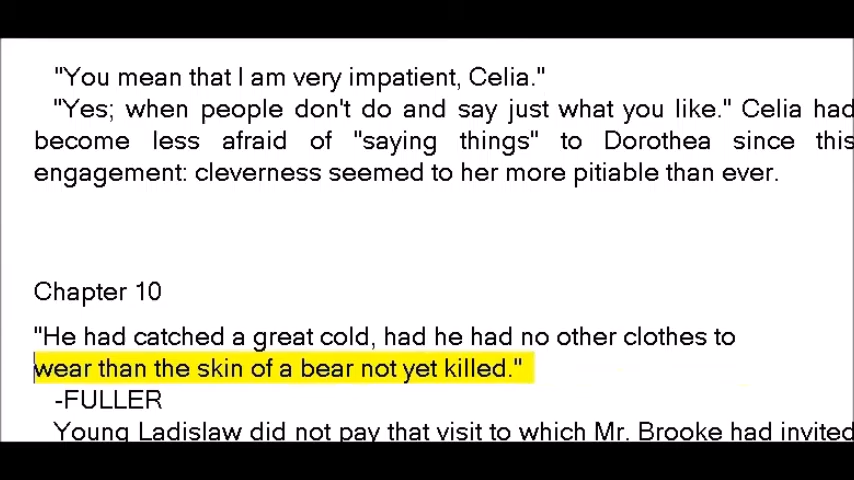 "You mean that I am very impatient, Celia."
"Yes; when people don't do and say just what you like." Celia had
become less afraid of "saying things" to Dorothea since this
engagement: cleverness seemed to her more pitiable than ever.
Chapter 10
"He had catched a great cold, had he had no other clothes to
wear than the skin of a bear not yet killed."
-FULLER
Young Ladislaw did not pay that visit to which Mr. Brooke had invited